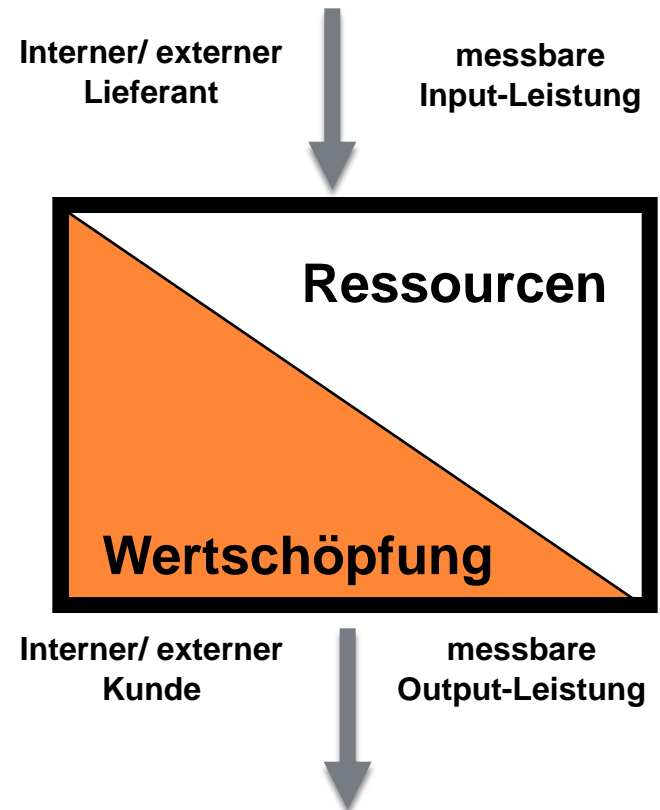 Interner/ externer
Lieferant
messbare
Input-Leistung
Ressourcen
Wertschöpfung
Interner/ externer
Kunde
messbare
Output-Leistung